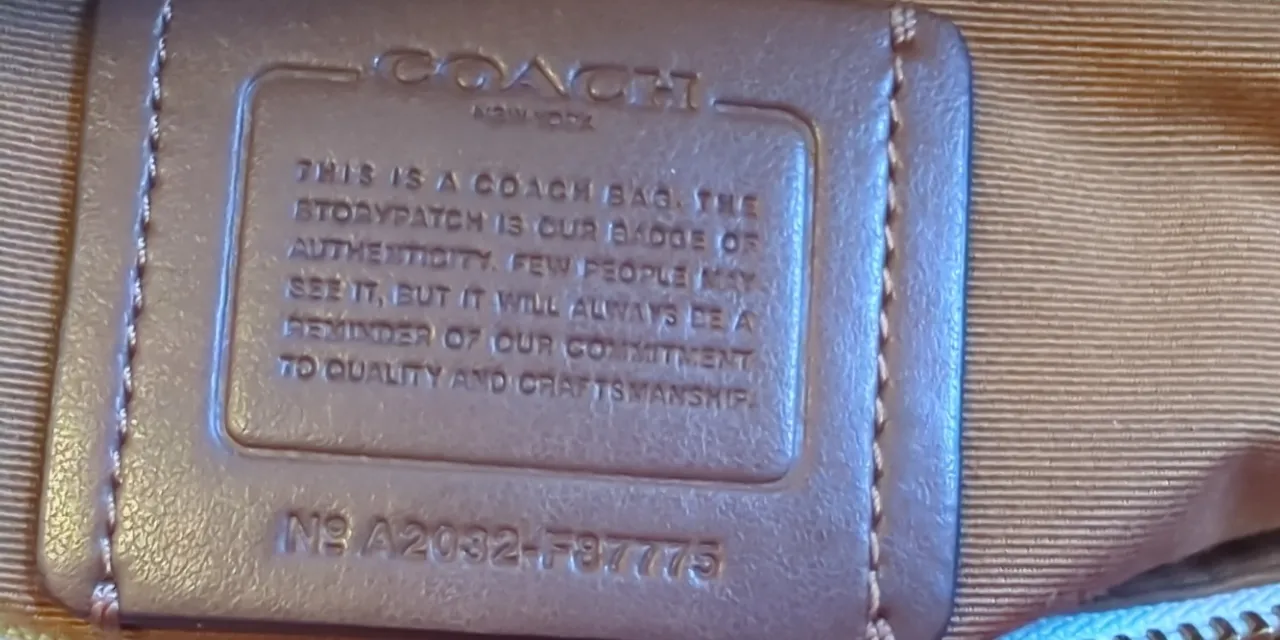 COACH
NEW YORK
THIS IS A COACH BAG. THE
STORYPATCH IS OUR BADGE OF
AUTHENTICITY. FEW PEOPLE MAY
SEE IT, BUT IT WILL ALWAYS BE A
REMINDER OF OUR COMMITMENT
TO QUALITY AND CRAFTSMANSHIP.
Nº A2032-F87775